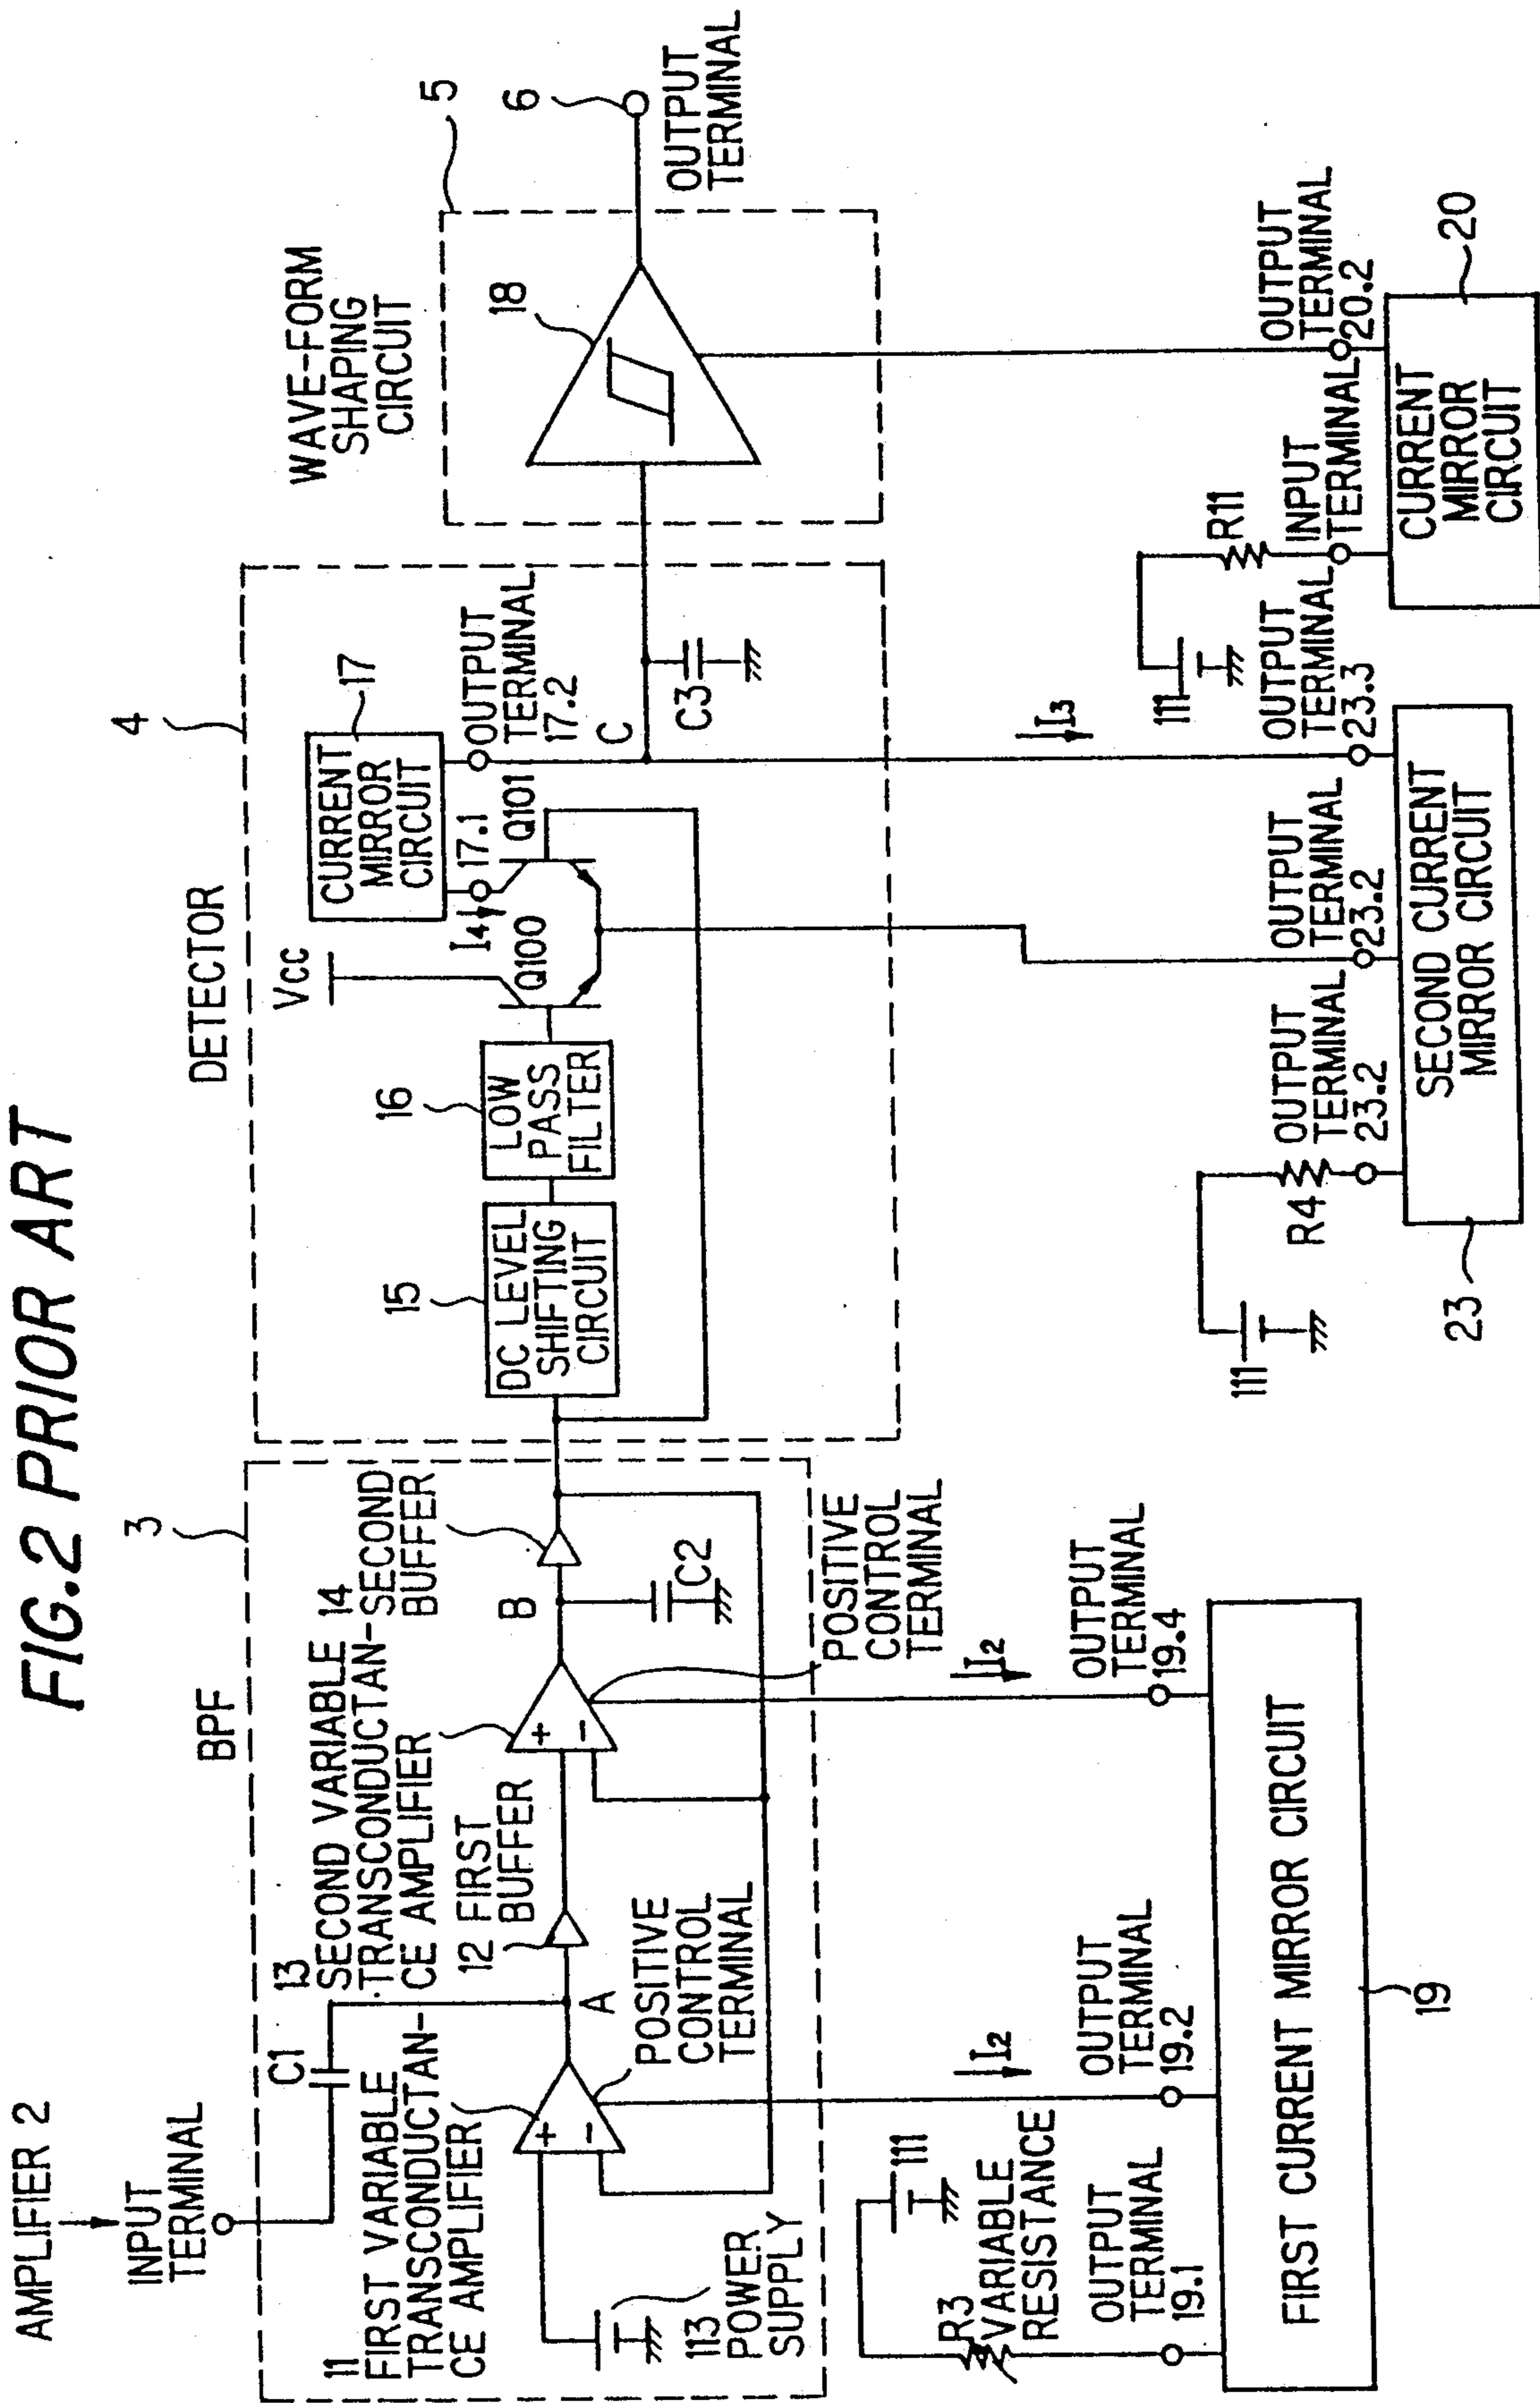 FIG.2 PRIOR ART
AMPLIFIER 2
INPUT
TERMINAL
BPF
3
C1
11
FIRST VARIABLE
TRANSCONDUCTAN-
CE AMPLIFIER
13
SECOND VARIABLE
TRANSCONDUCTAN-
CE AMPLIFIER
14
SECOND
BUFFER
12 FIRST
BUFFER
A
B
C2
+
-
+
-
POSITIVE
CONTROL
TERMINAL
POSITIVE
CONTROL
TERMINAL
113
POWER
SUPPLY
111
R3
VARIABLE
RESISTANCE
OUTPUT
TERMINAL
19.1
I2
OUTPUT
TERMINAL
19.2
I2
OUTPUT
TERMINAL
19.4
FIRST CURRENT MIRROR CIRCUIT
19
DETECTOR
4
15
DC LEVEL
SHIFTING
CIRCUIT
16
LOW
PASS
FILTER
Vcc
Q100
I4
17.1
Q101
CURRENT
MIRROR
CIRCUIT
17
OUTPUT
TERMINAL
17.2
C
C3
111
R4
OUTPUT
TERMINAL
23.2
OUTPUT
TERMINAL
23.2
I3
OUTPUT
TERMINAL
23.3
SECOND CURRENT
MIRROR CIRCUIT
23
WAVE-FORM
SHAPING
CIRCUIT
5
18
6
OUTPUT
TERMINAL
111
R11
INPUT
TERMINAL
OUTPUT
TERMINAL
20.2
CURRENT
MIRROR
CIRCUIT
20